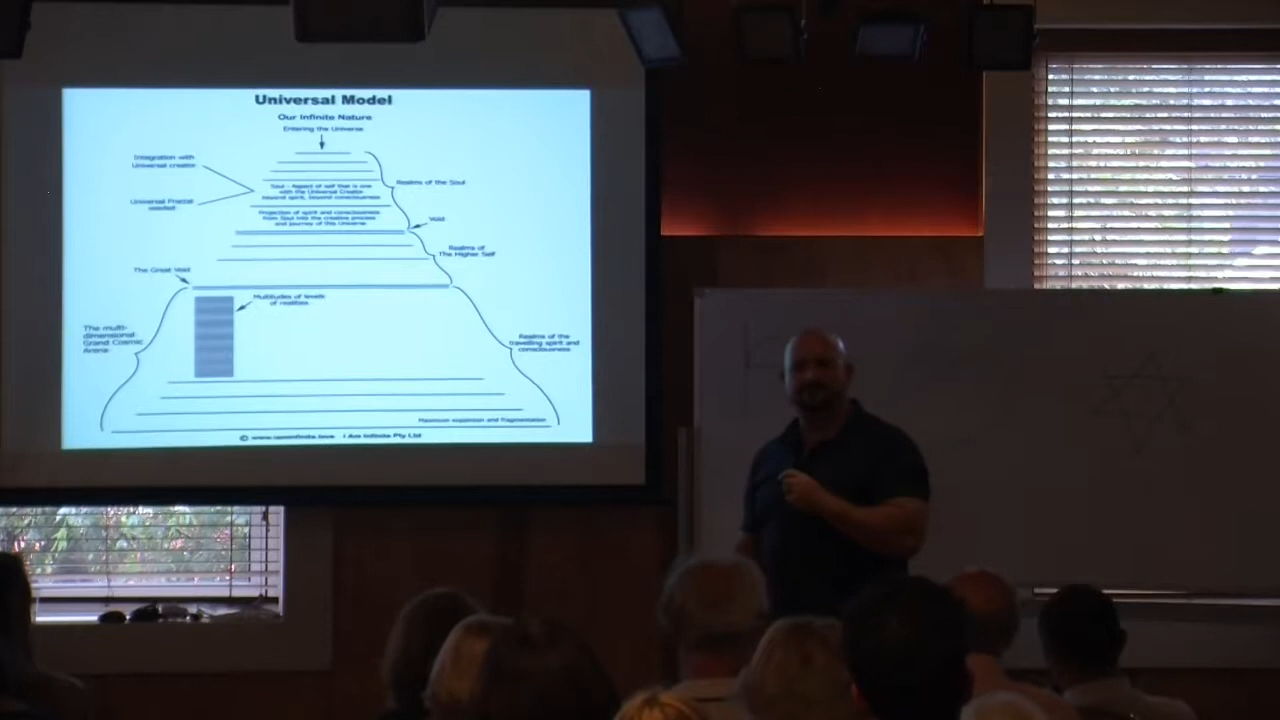 Universal Model
Our Infinite Nature
Entering the Universe
Integration with
Universal creator
Universal Fractal
Soul - Aspect of self that is one
with the Universal Creator
beyond spirit, beyond consciousness
Realms of the Soul
Projection of spirit and consciousness
from Soul into the creative process
and journey of this Universe
Void
Realms of
The Higher Self
The Great Void
Multitudes of levels
of realities
The multi-
dimensional
Grand Cosmic
Arena
Realms of the
travelling spirit and
consciousness
Maximum expansion and fragmentation
© www.iaminfinite.love I Am Infinite Pty Ltd